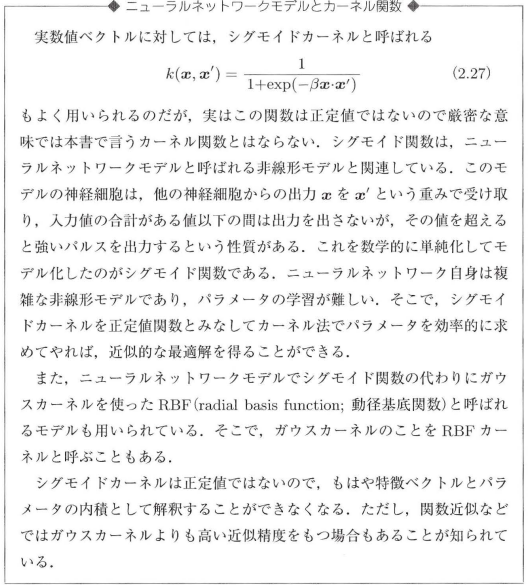 ◆ ニューラルネットワークモデルとカーネル関数 ◆
実数値ベクトルに対しては，シグモイドカーネルと呼ばれる
k(x, x′) = 1 / (1+exp(−βx·x′)) (2.27)
もよく用いられるのだが，実はこの関数は正定値ではないので厳密な意
味では本書で言うカーネル関数とはならない．シグモイド関数は，ニュー
ラルネットワークモデルと呼ばれる非線形モデルと関連している．このモ
デルの神経細胞は，他の神経細胞からの出力 x を x′ という重みで受け取
り，入力値の合計がある値以下の間は出力を出さないが，その値を超える
と強いパルスを出力するという性質がある．これを数学的に単純化してモ
デル化したのがシグモイド関数である．ニューラルネットワーク自身は複
雑な非線形モデルであり，パラメータの学習が難しい．そこで，シグモイ
ドカーネルを正定値関数とみなしてカーネル法でパラメータを効率的に求
めてやれば，近似的な最適解を得ることができる．
また，ニューラルネットワークモデルでシグモイド関数の代わりにガウ
スカーネルを使った RBF(radial basis function; 動径基底関数)と呼ばれ
るモデルも用いられている．そこで，ガウスカーネルのことを RBF カー
ネルと呼ぶこともある．
シグモイドカーネルは正定値ではないので，もはや特徴ベクトルとパラ
メータの内積として解釈することができなくなる．ただし，関数近似など
ではガウスカーネルよりも高い近似精度をもつ場合もあることが知られて
いる．